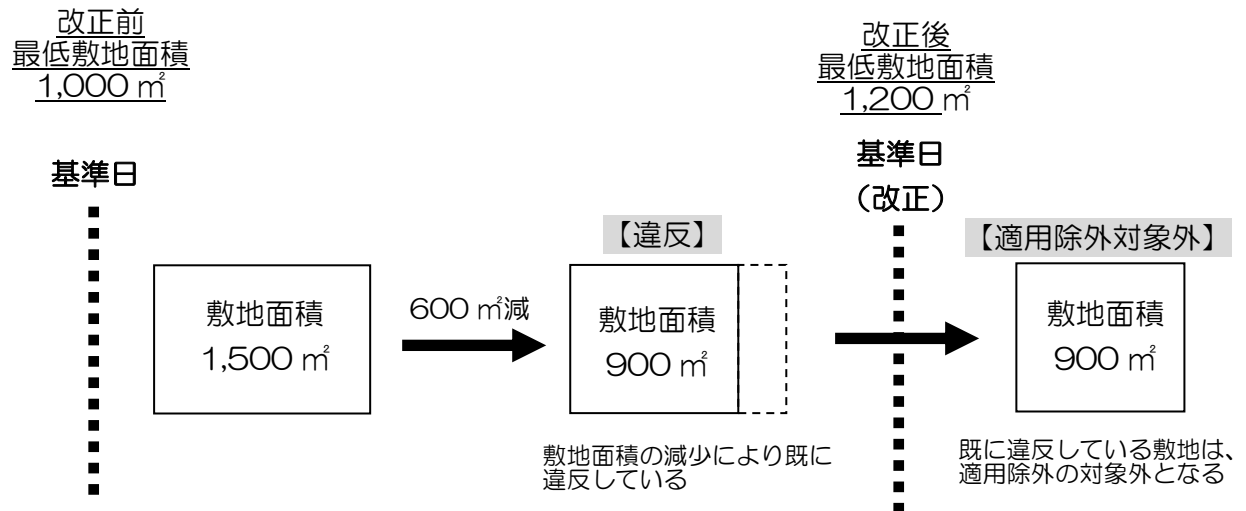 改正前
最低敷地面積
1,000 ㎡
基準日
敷地面積
1,500 ㎡
600 ㎡減
【違反】
敷地面積
900 ㎡
敷地面積の減少により既に
違反している
改正後
最低敷地面積
1,200 ㎡
基準日
（改正）
【適用除外対象外】
敷地面積
900 ㎡
既に違反している敷地は、
適用除外の対象外となる